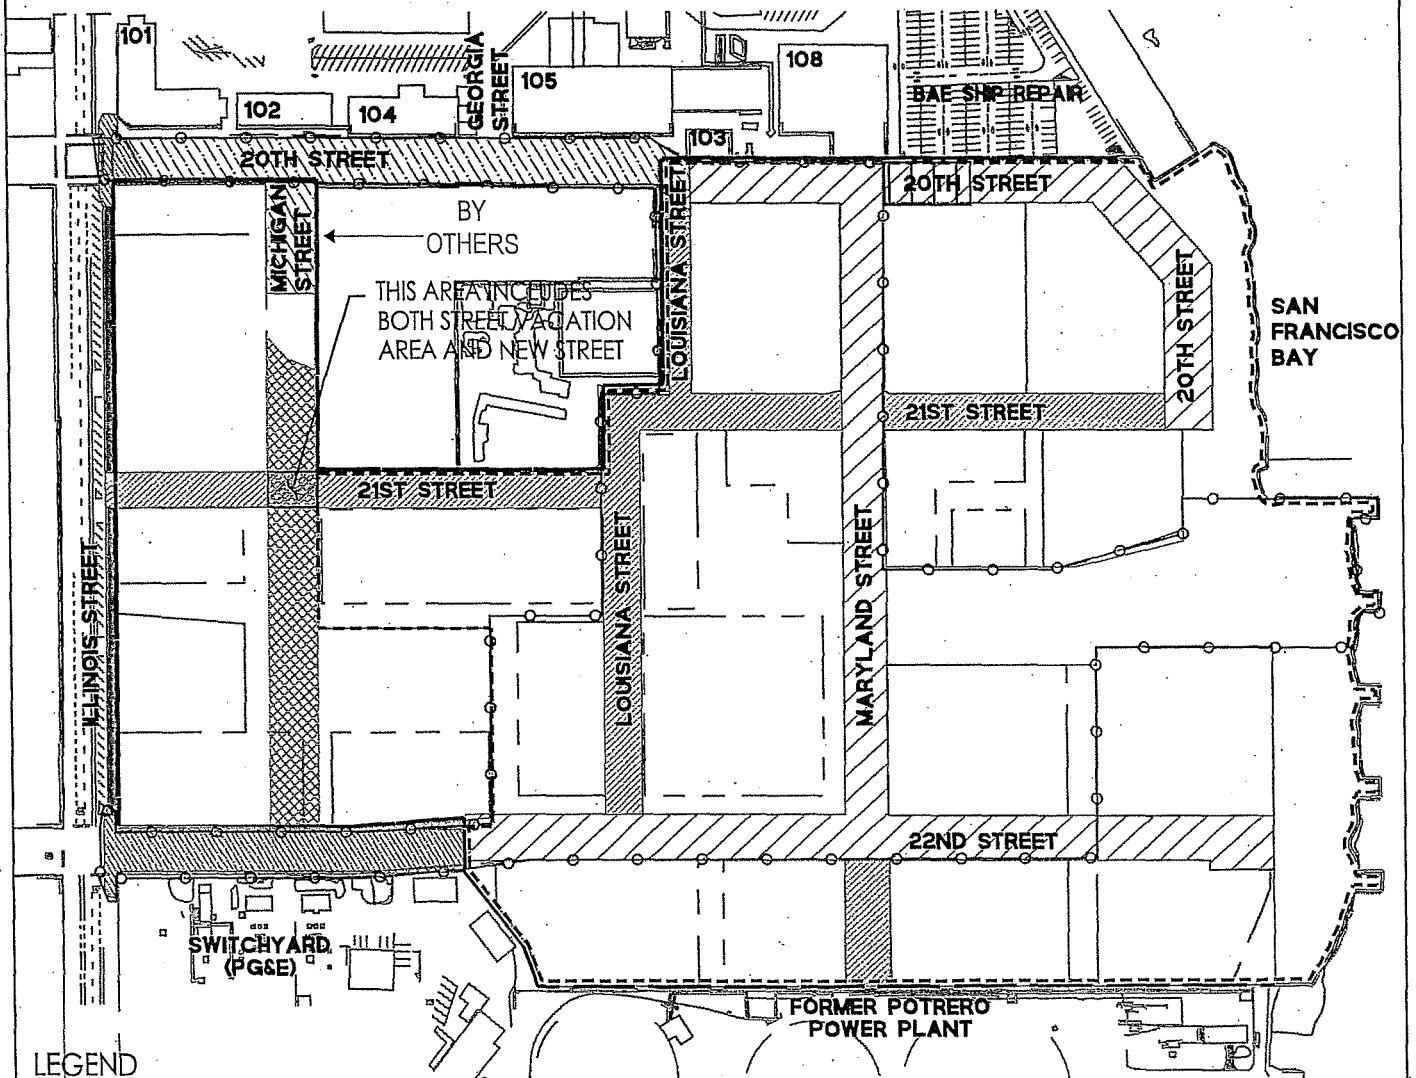 101
102
104
GEORGIA
STREET
105
108
103
BAE SHIP REPAIR
20TH STREET
20TH STREET
MICHIGAN
STREET
BY
OTHERS
LOUISIANA STREET
20TH STREET
THIS AREA INCLUDES
BOTH STREET VACATION
AREA AND NEW STREET
SAN
FRANCISCO
BAY
21ST STREET
21ST STREET
ILLINOIS STREET
LOUISIANA STREET
MARYLAND STREET
22ND STREET
SWITCHYARD
(PG&E)
FORMER POTRERO
POWER PLANT
LEGEND